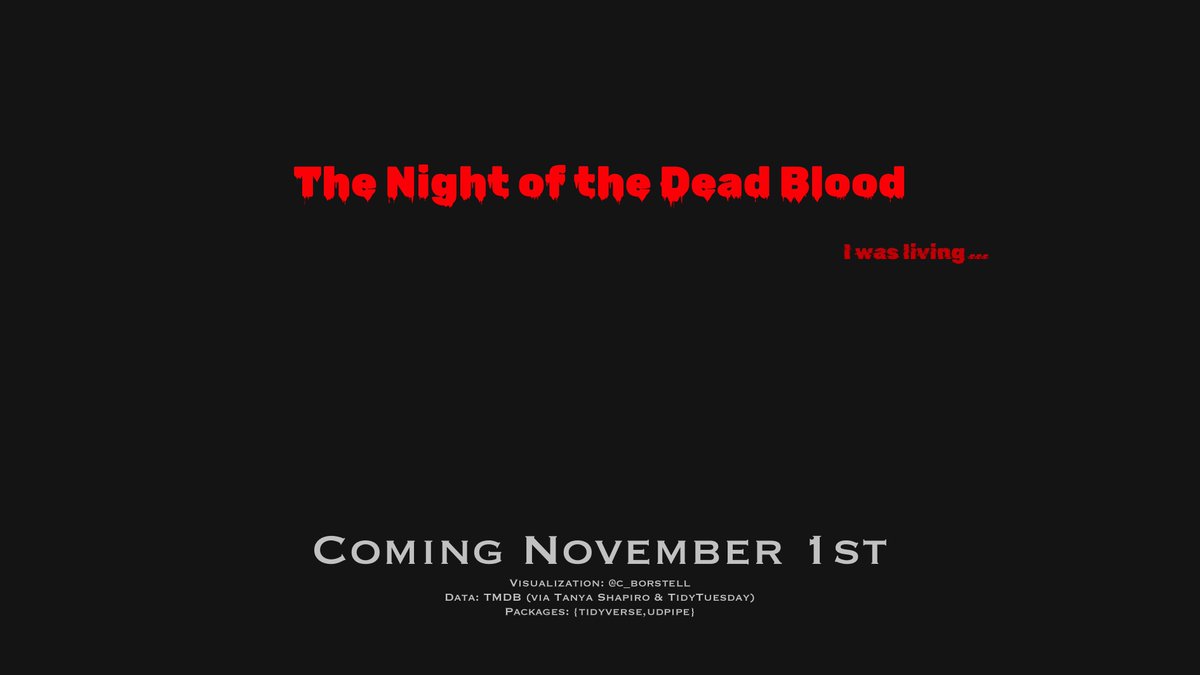 The Night of the Dead Blood
I was living...
Coming November 1st
Visualization: @c_borstell
Data: TMDB (via Tanya Shapiro & TidyTuesday)
Packages: {tidyverse,udpipe}